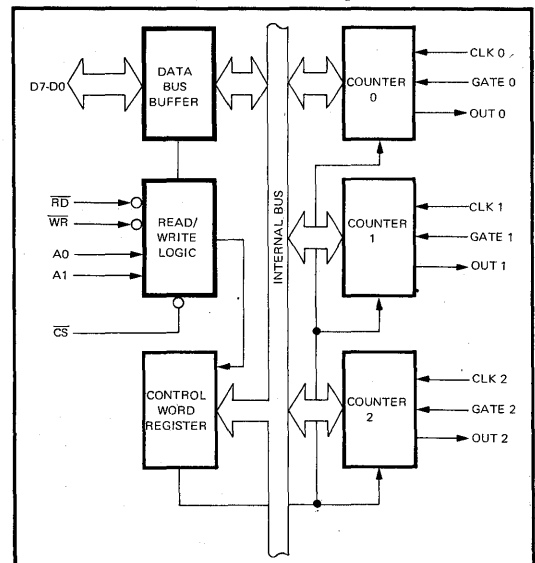 DATA
BUS
BUFFER
D7-D0
COUNTER
0
CLK 0
GATE 0
OUT 0
RD
WR
A0
A1
READ/
WRITE
LOGIC
CS
INTERNAL BUS
COUNTER
1
CLK 1
GATE 1
OUT 1
CONTROL
WORD
REGISTER
COUNTER
2
CLK 2
GATE 2
OUT 2